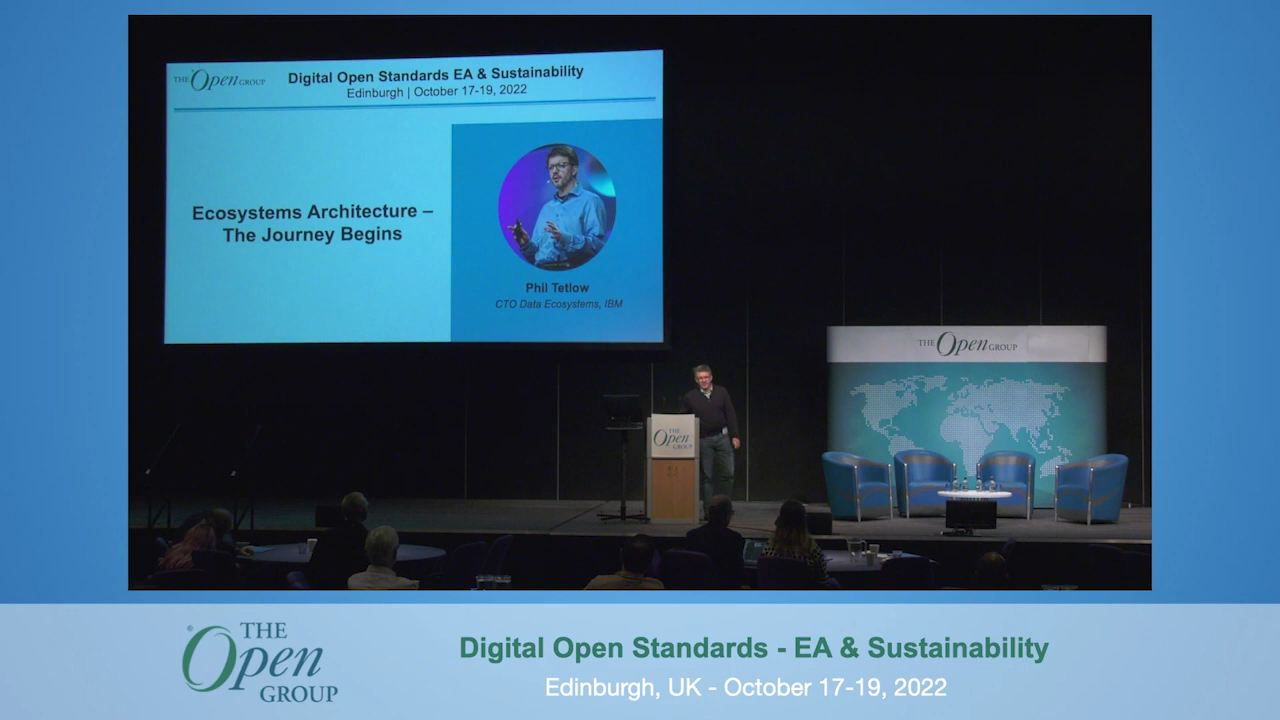 THE Open GROUP
Digital Open Standards EA & Sustainability
Edinburgh | October 17-19, 2022
Ecosystems Architecture –
The Journey Begins
Phil Tetlow
CTO Data Ecosystems, IBM
THE Open GROUP
THE
Open
GROUP
®
THE
Open
GROUP
Digital Open Standards - EA & Sustainability
Edinburgh, UK - October 17-19, 2022